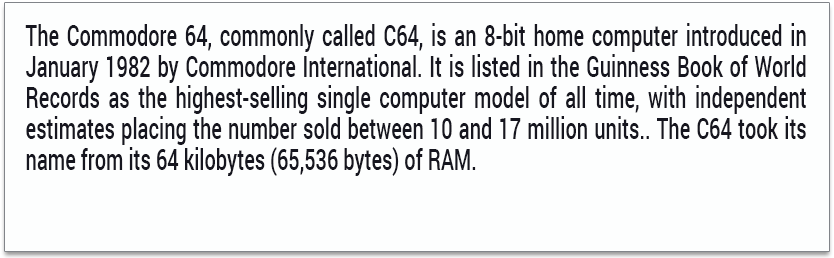 The Commodore 64, commonly called C64, is an 8-bit home computer introduced in
January 1982 by Commodore International. It is listed in the Guinness Book of World
Records as the highest-selling single computer model of all time, with independent
estimates placing the number sold between 10 and 17 million units.. The C64 took its
name from its 64 kilobytes (65,536 bytes) of RAM.